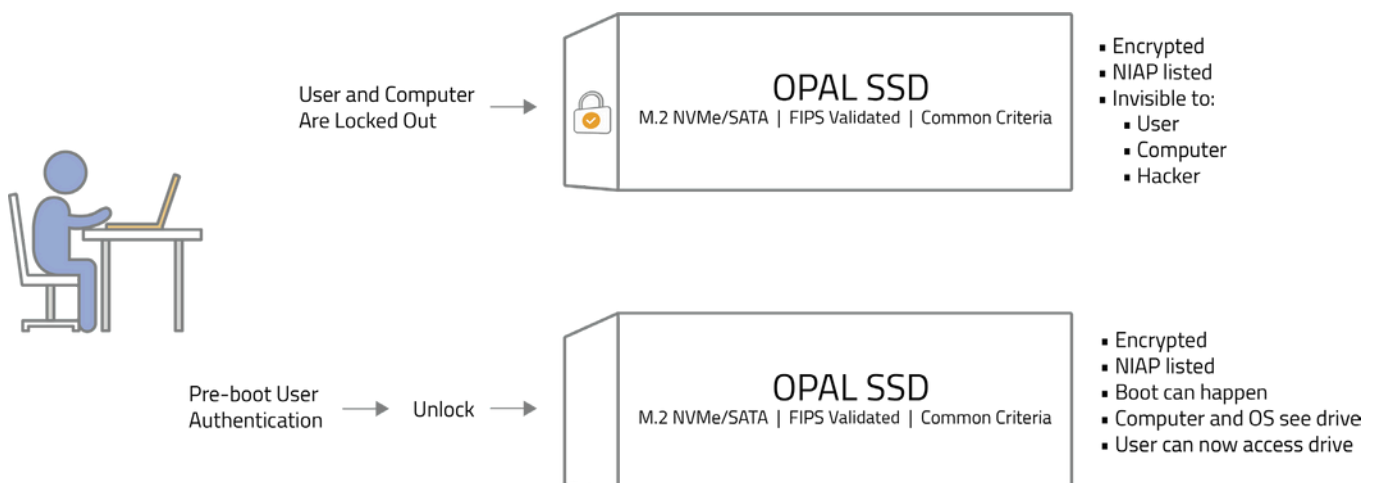 User and Computer
Are Locked Out
OPAL SSD
M.2 NVMe/SATA | FIPS Validated | Common Criteria
▪ Encrypted
▪ NIAP listed
▪ Invisible to:
▪ User
▪ Computer
▪ Hacker
Pre-boot User
Authentication
Unlock
OPAL SSD
M.2 NVMe/SATA | FIPS Validated | Common Criteria
▪ Encrypted
▪ NIAP listed
▪ Boot can happen
▪ Computer and OS see drive
▪ User can now access drive